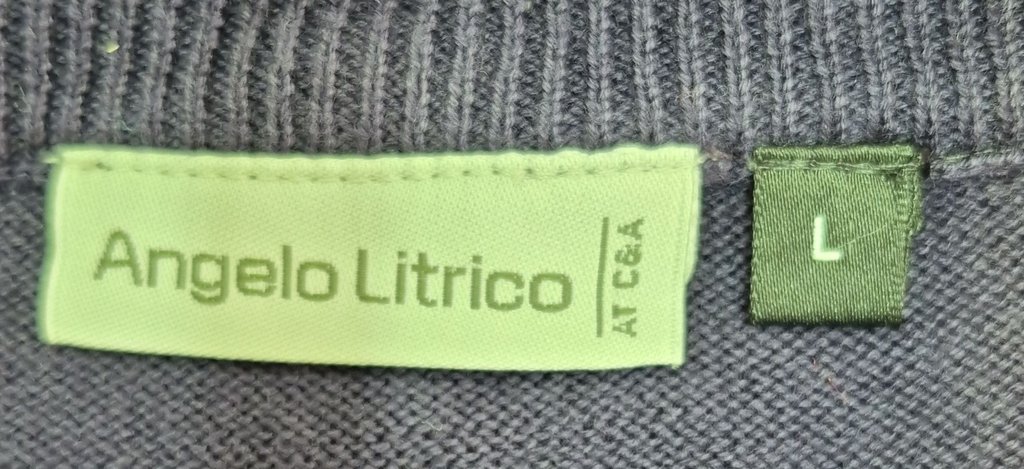 Angelo Litrico
AT C&A
L